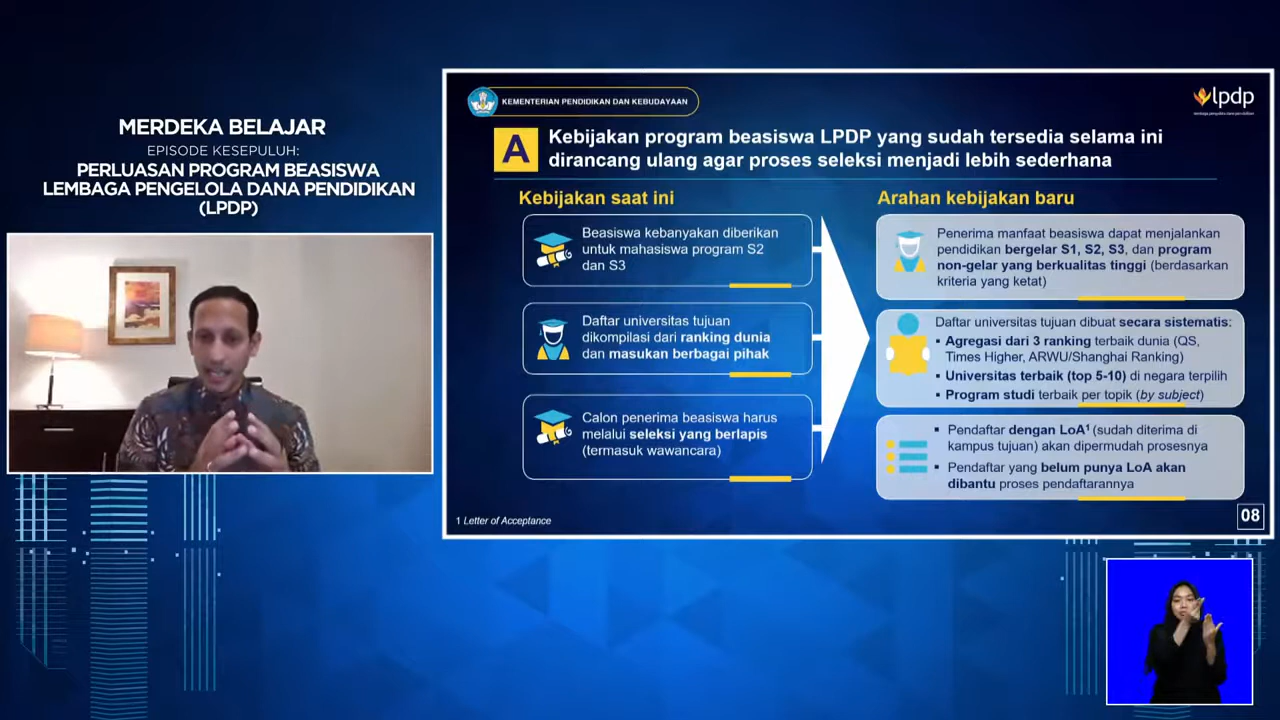 MERDEKA BELAJAR
EPISODE KESEPULUH:
PERLUASAN PROGRAM BEASISWA
LEMBAGA PENGELOLA DANA PENDIDIKAN
(LPDP)
KEMENTERIAN PENDIDIKAN DAN KEBUDAYAAN
lpdp
lembaga pengelola dana pendidikan
A
Kebijakan program beasiswa LPDP yang sudah tersedia selama ini
dirancang ulang agar proses seleksi menjadi lebih sederhana
Kebijakan saat ini
Beasiswa kebanyakan diberikan
untuk mahasiswa program S2
dan S3
Daftar universitas tujuan
dikompilasi dari ranking dunia
dan masukan berbagai pihak
Calon penerima beasiswa harus
melalui seleksi yang berlapis
(termasuk wawancara)
Arahan kebijakan baru
Penerima manfaat beasiswa dapat menjalankan
pendidikan bergelar S1, S2, S3, dan program
non-gelar yang berkualitas tinggi (berdasarkan
kriteria yang ketat)
Daftar universitas tujuan dibuat secara sistematis:
▪ Agregasi dari 3 ranking terbaik dunia (QS,
Times Higher, ARWU/Shanghai Ranking)
▪ Universitas terbaik (top 5-10) di negara terpilih
▪ Program studi terbaik per topik (by subject)
▪ Pendaftar dengan LoA¹ (sudah diterima di
kampus tujuan) akan dipermudah prosesnya
▪ Pendaftar yang belum punya LoA akan
dibantu proses pendaftarannya
1 Letter of Acceptance
08